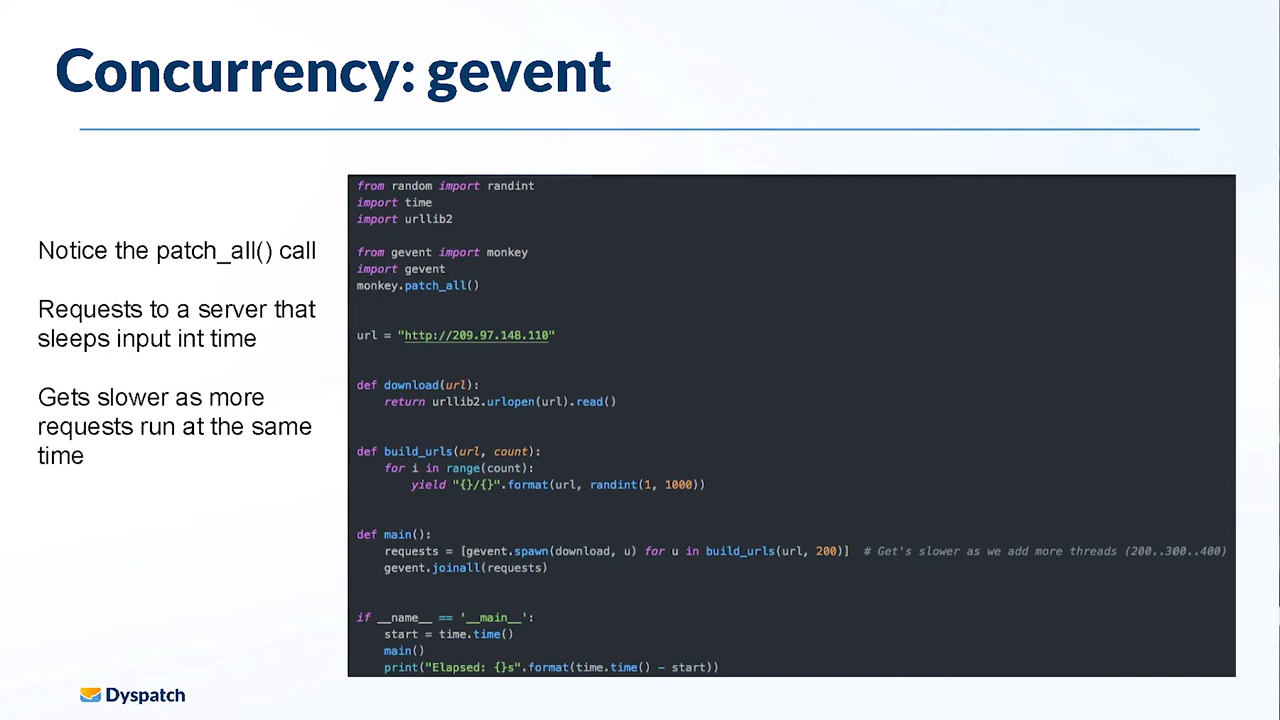 Concurrency: gevent
Notice the patch_all() call
Requests to a server that
sleeps input int time
Gets slower as more
requests run at the same
time
from random import randint
import time
import urllib2
from gevent import monkey
import gevent
monkey.patch_all()
url = "http://209.97.148.110"
def download(url):
    return urllib2.urlopen(url).read()
def build_urls(url, count):
    for i in range(count):
        yield "{}/{}".format(url, randint(1, 1000))
def main():
    requests = [gevent.spawn(download, u) for u in build_urls(url, 200)]  # Get's slower as we add more threads (200..300..400)
    gevent.joinall(requests)
if __name__ == '__main__':
    start = time.time()
    main()
    print("Elapsed: {}s".format(time.time() - start))
Dyspatch